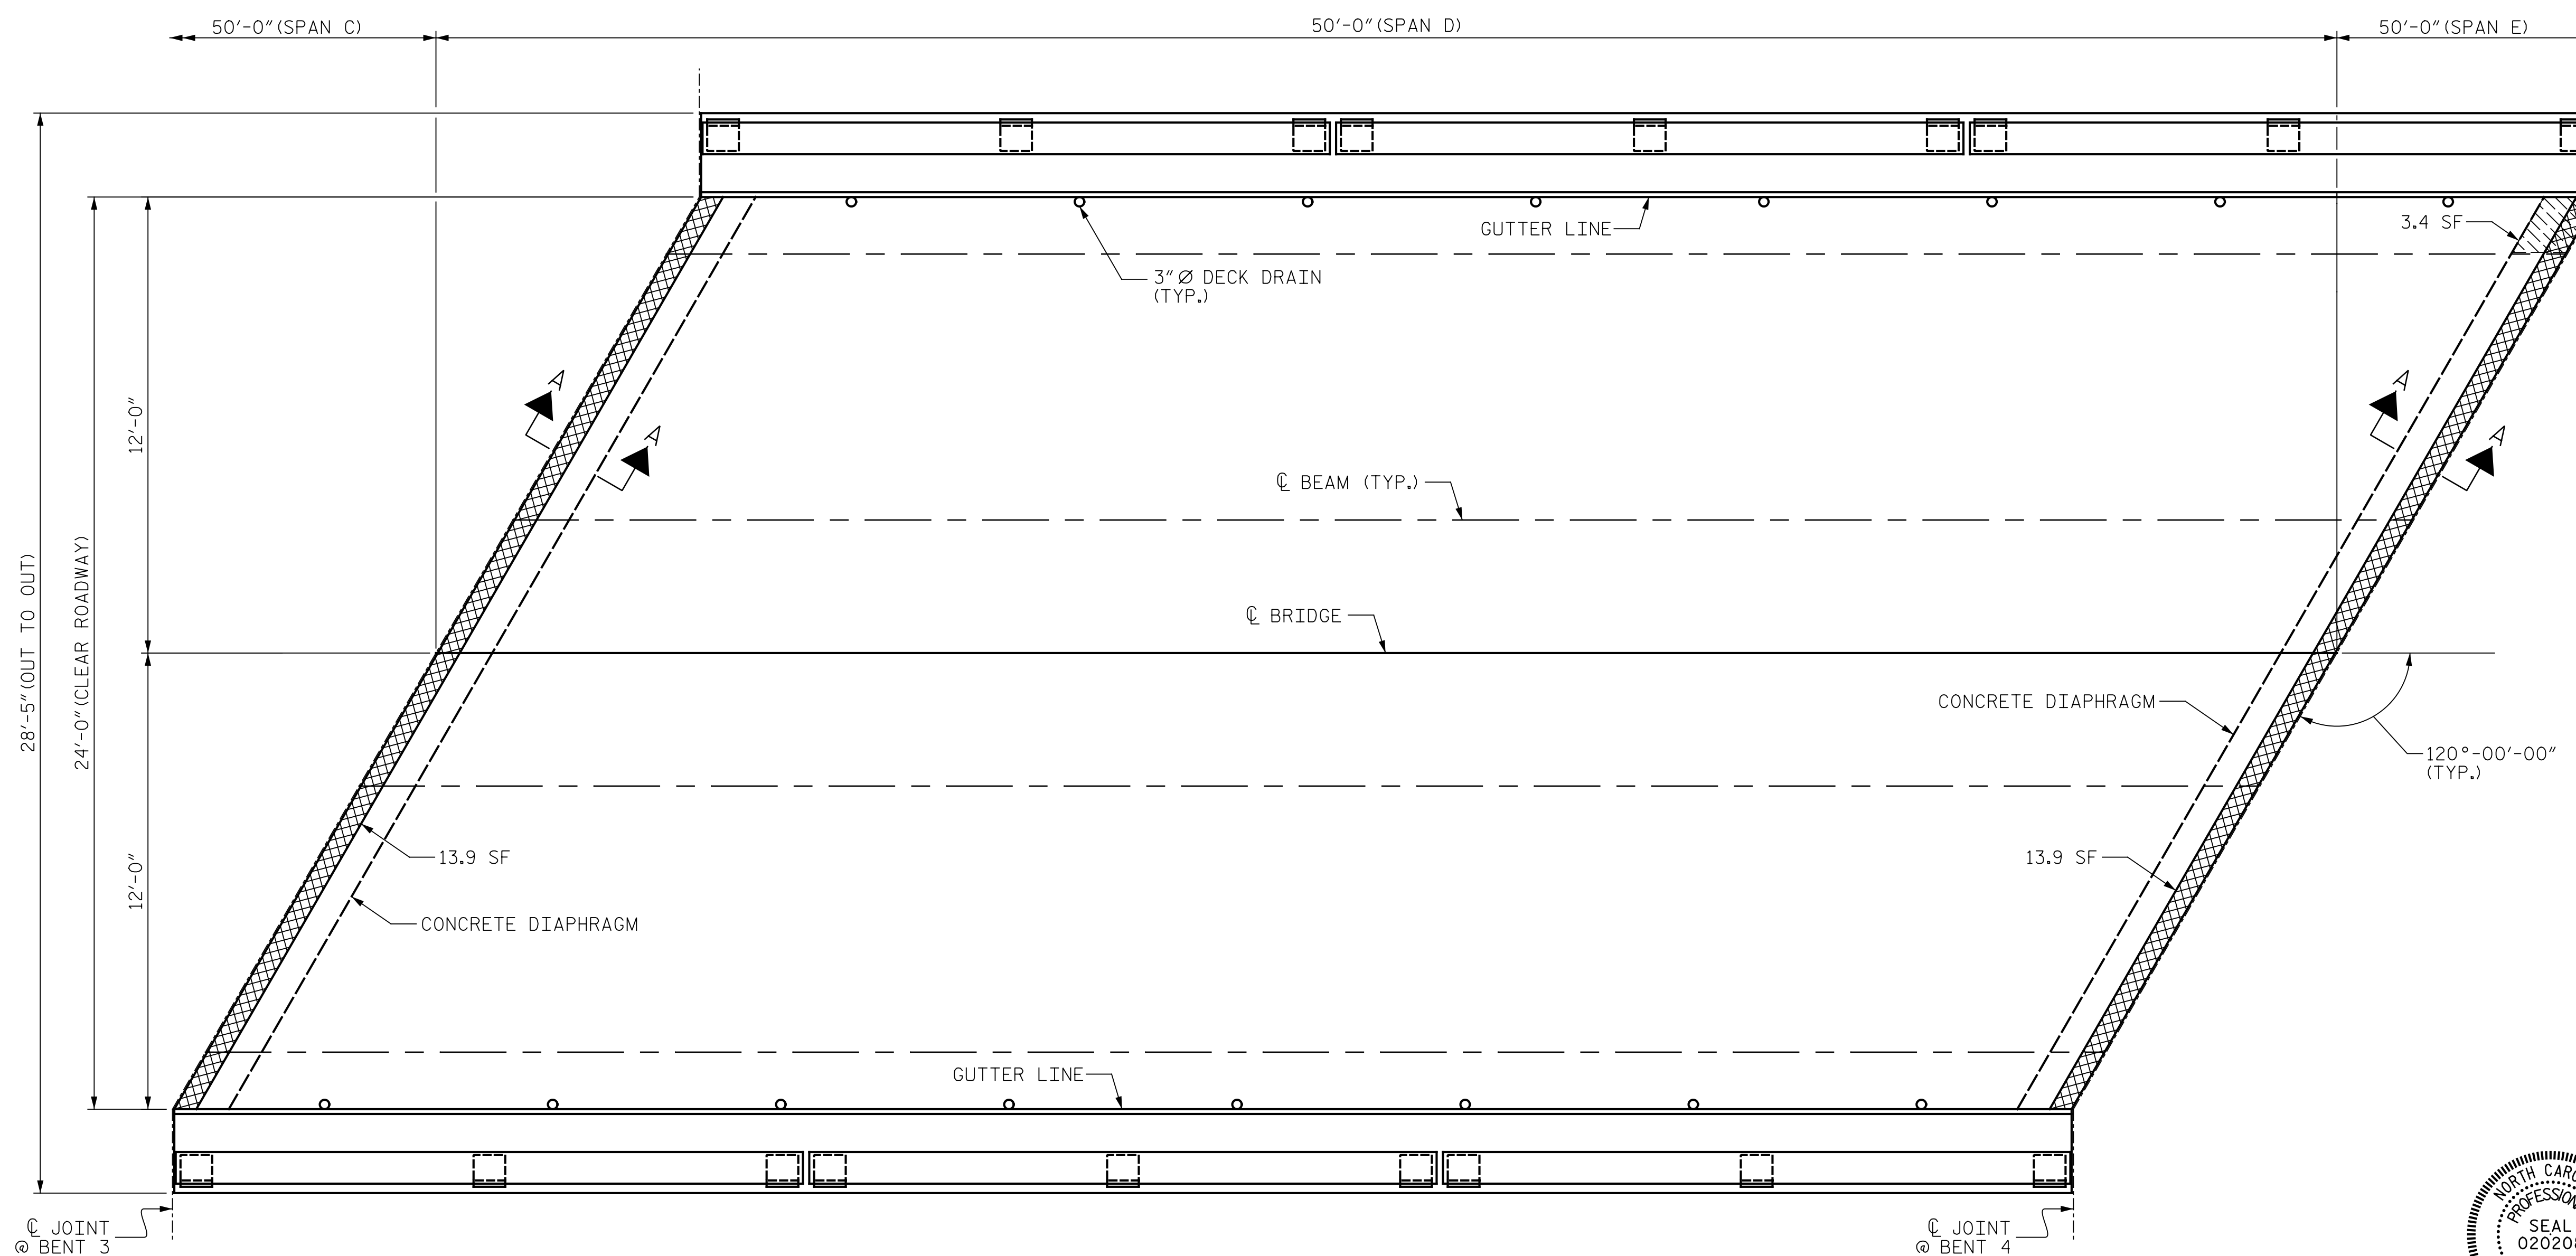 50'-0" (SPAN C)
50'-0" (SPAN D)
50'-0" (SPAN E)
3.4 SF
GUTTER LINE
3" Ø DECK DRAIN
(TYP.)
12'-0"
A
A
A
A
℄ BEAM (TYP.)
28'-5" (OUT TO OUT)
24'-0" (CLEAR ROADWAY)
℄ BRIDGE
CONCRETE DIAPHRAGM
120°-00'-00"
(TYP.)
12'-0"
13.9 SF
13.9 SF
CONCRETE DIAPHRAGM
GUTTER LINE
℄ JOINT
@ BENT 3
℄ JOINT
@ BENT 4
NORTH
SEAL